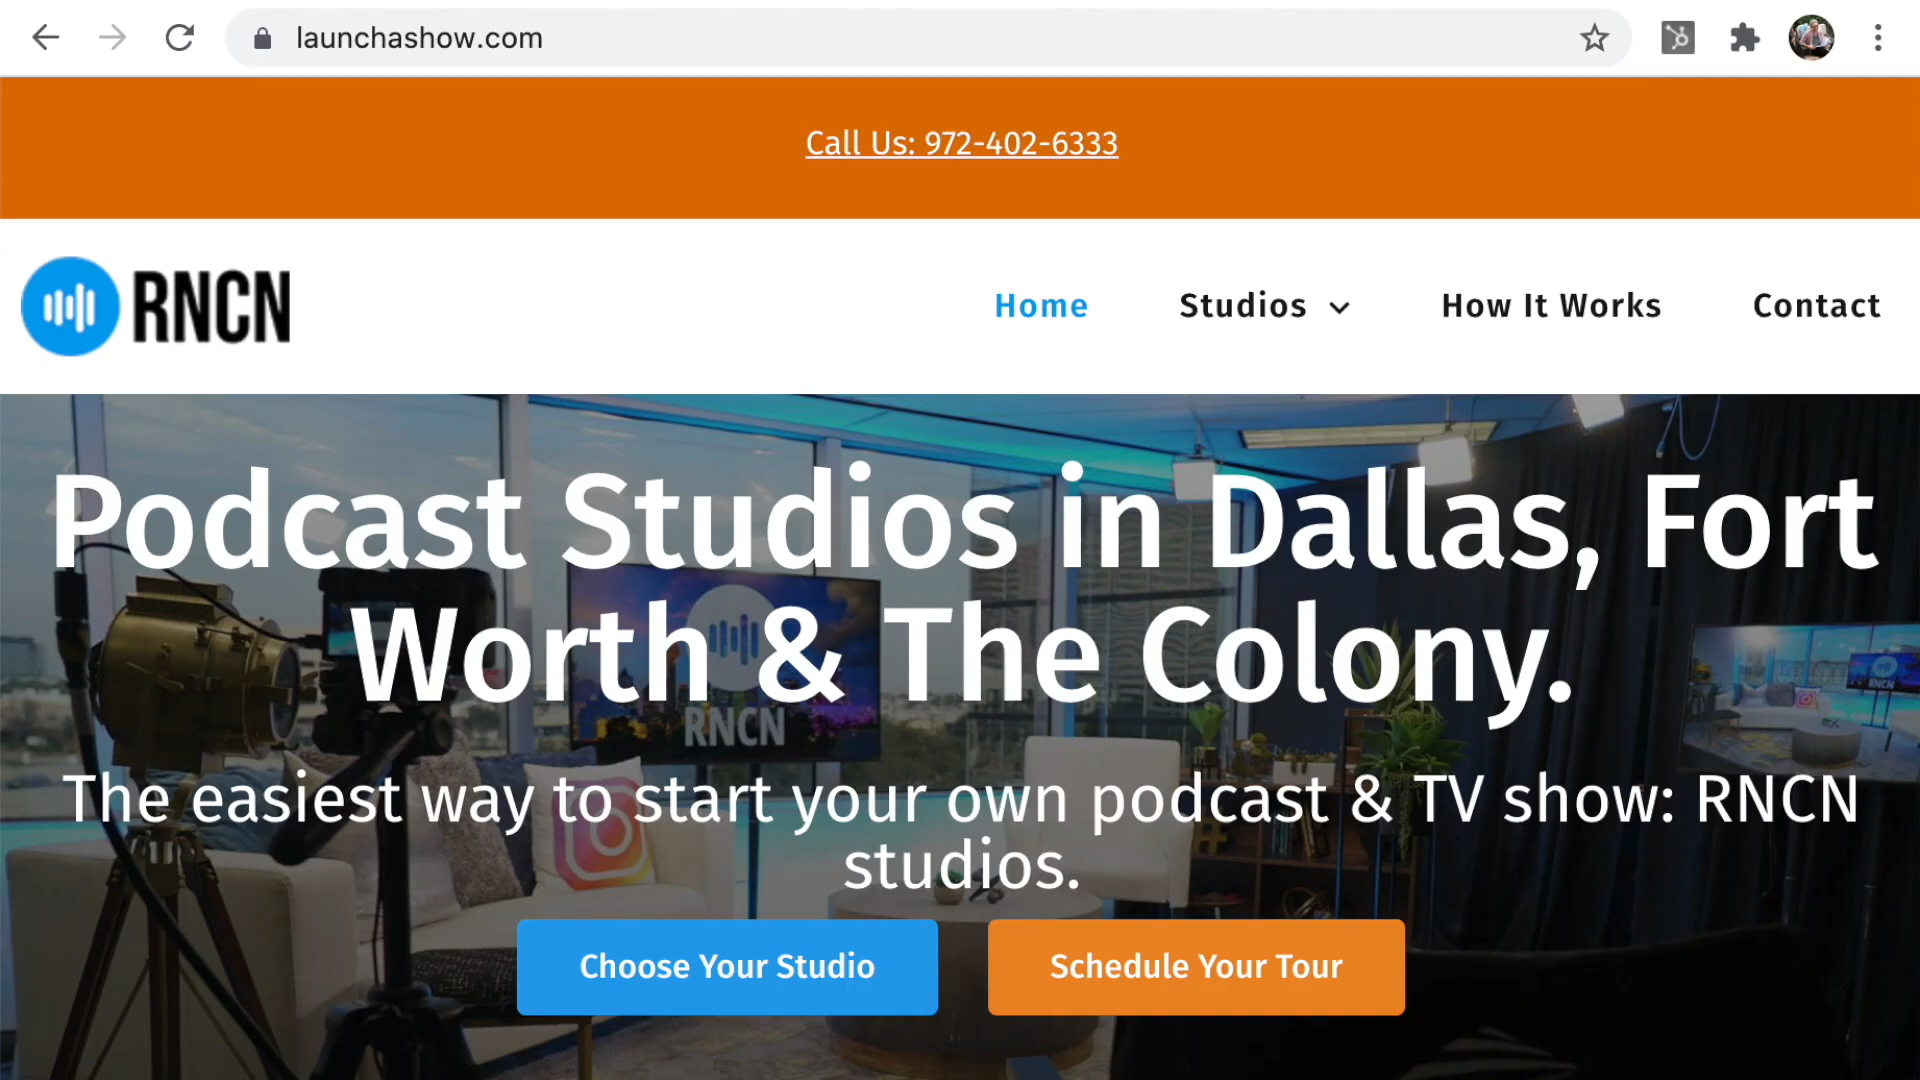 launchashow.com
Call Us: 972-402-6333
RNCN
Home Studios How It Works Contact
Podcast Studios in Dallas, Fort
Worth & The Colony.
RNCN
RNCN
The easiest way to start your own podcast & TV show: RNCN
studios.
Choose Your Studio Schedule Your Tour